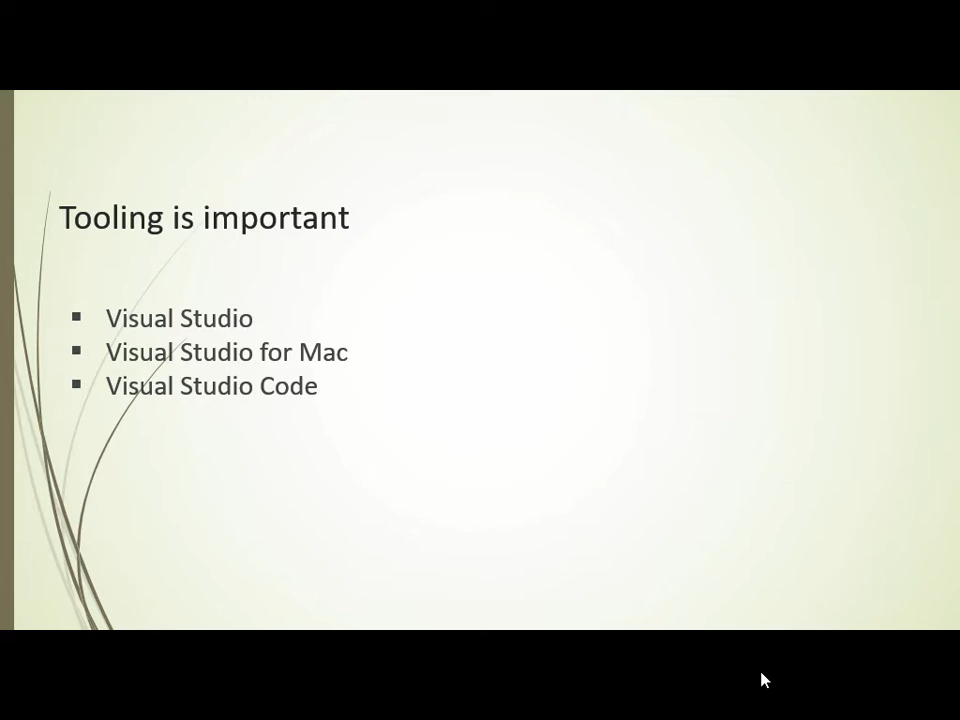 Tooling is important
▪ Visual Studio
▪ Visual Studio for Mac
▪ Visual Studio Code